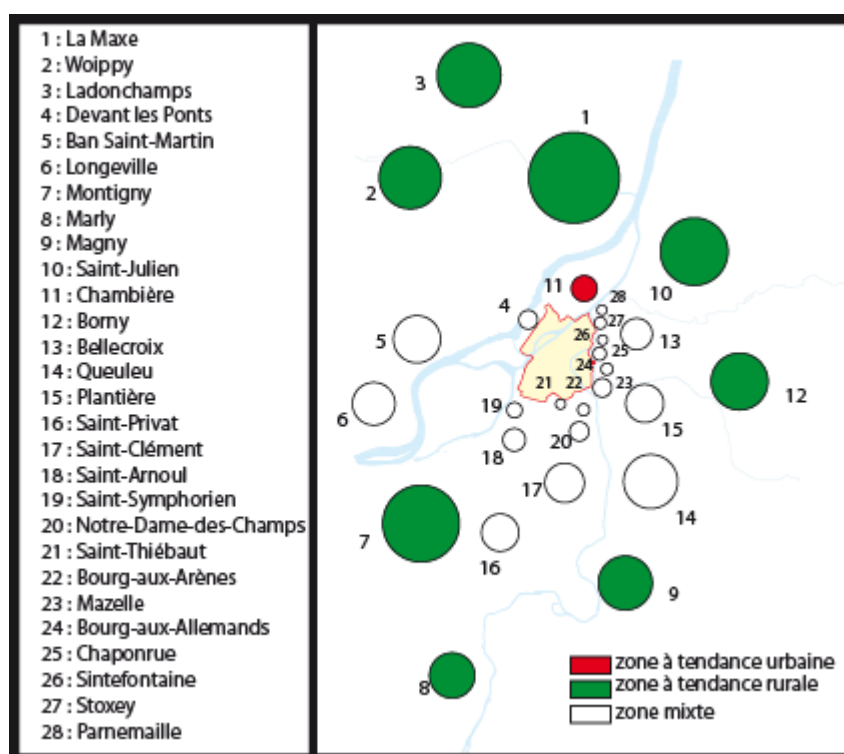 1 : La Maxe
2 : Woippy
3 : Ladonchamps
4 : Devant les Ponts
5 : Ban Saint-Martin
6 : Longeville
7 : Montigny
8 : Marly
9 : Magny
10 : Saint-Julien
11 : Chambière
12 : Borny
13 : Bellecroix
14 : Queuleu
15 : Plantière
16 : Saint-Privat
17 : Saint-Clément
18 : Saint-Arnoul
19 : Saint-Symphorien
20 : Notre-Dame-des-Champs
21 : Saint-Thiébaut
22 : Bourg-aux-Arènes
23 : Mazelle
24 : Bourg-aux-Allemands
25 : Chaponrue
26 : Sintefontaine
27 : Stoxey
28 : Parnemaille
3
1
2
10
11
28
4
27
26
13
5
25
24
21
22
23
12
6
19
15
20
18
17
14
7
16
9
8
zone à tendance urbaine
zone à tendance rurale
zone mixte